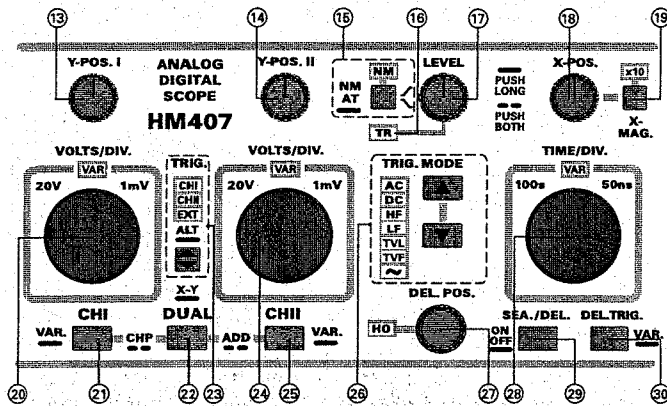 13 14 15 16 17 18 19
Y-POS. I
ANALOG
DIGITAL
SCOPE
HM407
Y-POS. II
NM
AT
NM
LEVEL
TR
PUSH
LONG
PUSH
BOTH
X-POS.
x10
X-
MAG.
VOLTS/DIV.
VAR
20V 1mV
TRIG.
CHI
CHII
EXT
ALT
X-Y
VOLTS/DIV.
VAR
20V 1mV
TRIG. MODE
AC
DC
HF
LF
TVL
TVF
~
TIME/DIV.
VAR
100s 50ns
DEL. POS.
HO
ON
OFF
SEA./DEL.
DEL.TRIG.
VAR.
CHI
VAR.
CHP
DUAL
ADD
CHII
VAR.
20 21 22 23 24 25 26 27 28 29 30